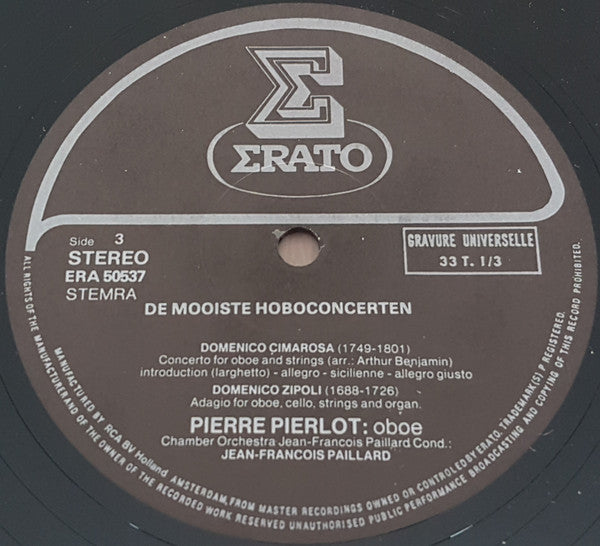 Σ
ΣRATO
Side 3
STEREO
ERA 50537
STEMRA
GRAVURE UNIVERSELLE
33 T. 1/3
DE MOOISTE HOBOCONCERTEN
DOMENICO CIMAROSA (1749-1801)
Concerto for oboe and strings (arr.: Arthur Benjamin)
introduction (larghetto) - allegro - sicilienne - allegro giusto
DOMENICO ZIPOLI (1688-1726)
Adagio for oboe, cello, strings and organ.
PIERRE PIERLOT: oboe
Chamber Orchestra Jean-Francois Paillard Cond.:
JEAN-FRANCOIS PAILLARD
MANUFACTURED BY RCA BV Holland, AMSTERDAM, FROM MASTER RECORDINGS OWNED OR CONTROLED BY ERATO. TRADEMARK(S) P REGISTERED.
ALL RIGHTS OF THE MANUFACTURER AND OF THE OWNER OF THE RECORDED WORK RESERVED UNAUTHORISED PUBLIC PERFORMANCE BROADCASTING AND COPYING OF THIS RECORD PROHIBITED.